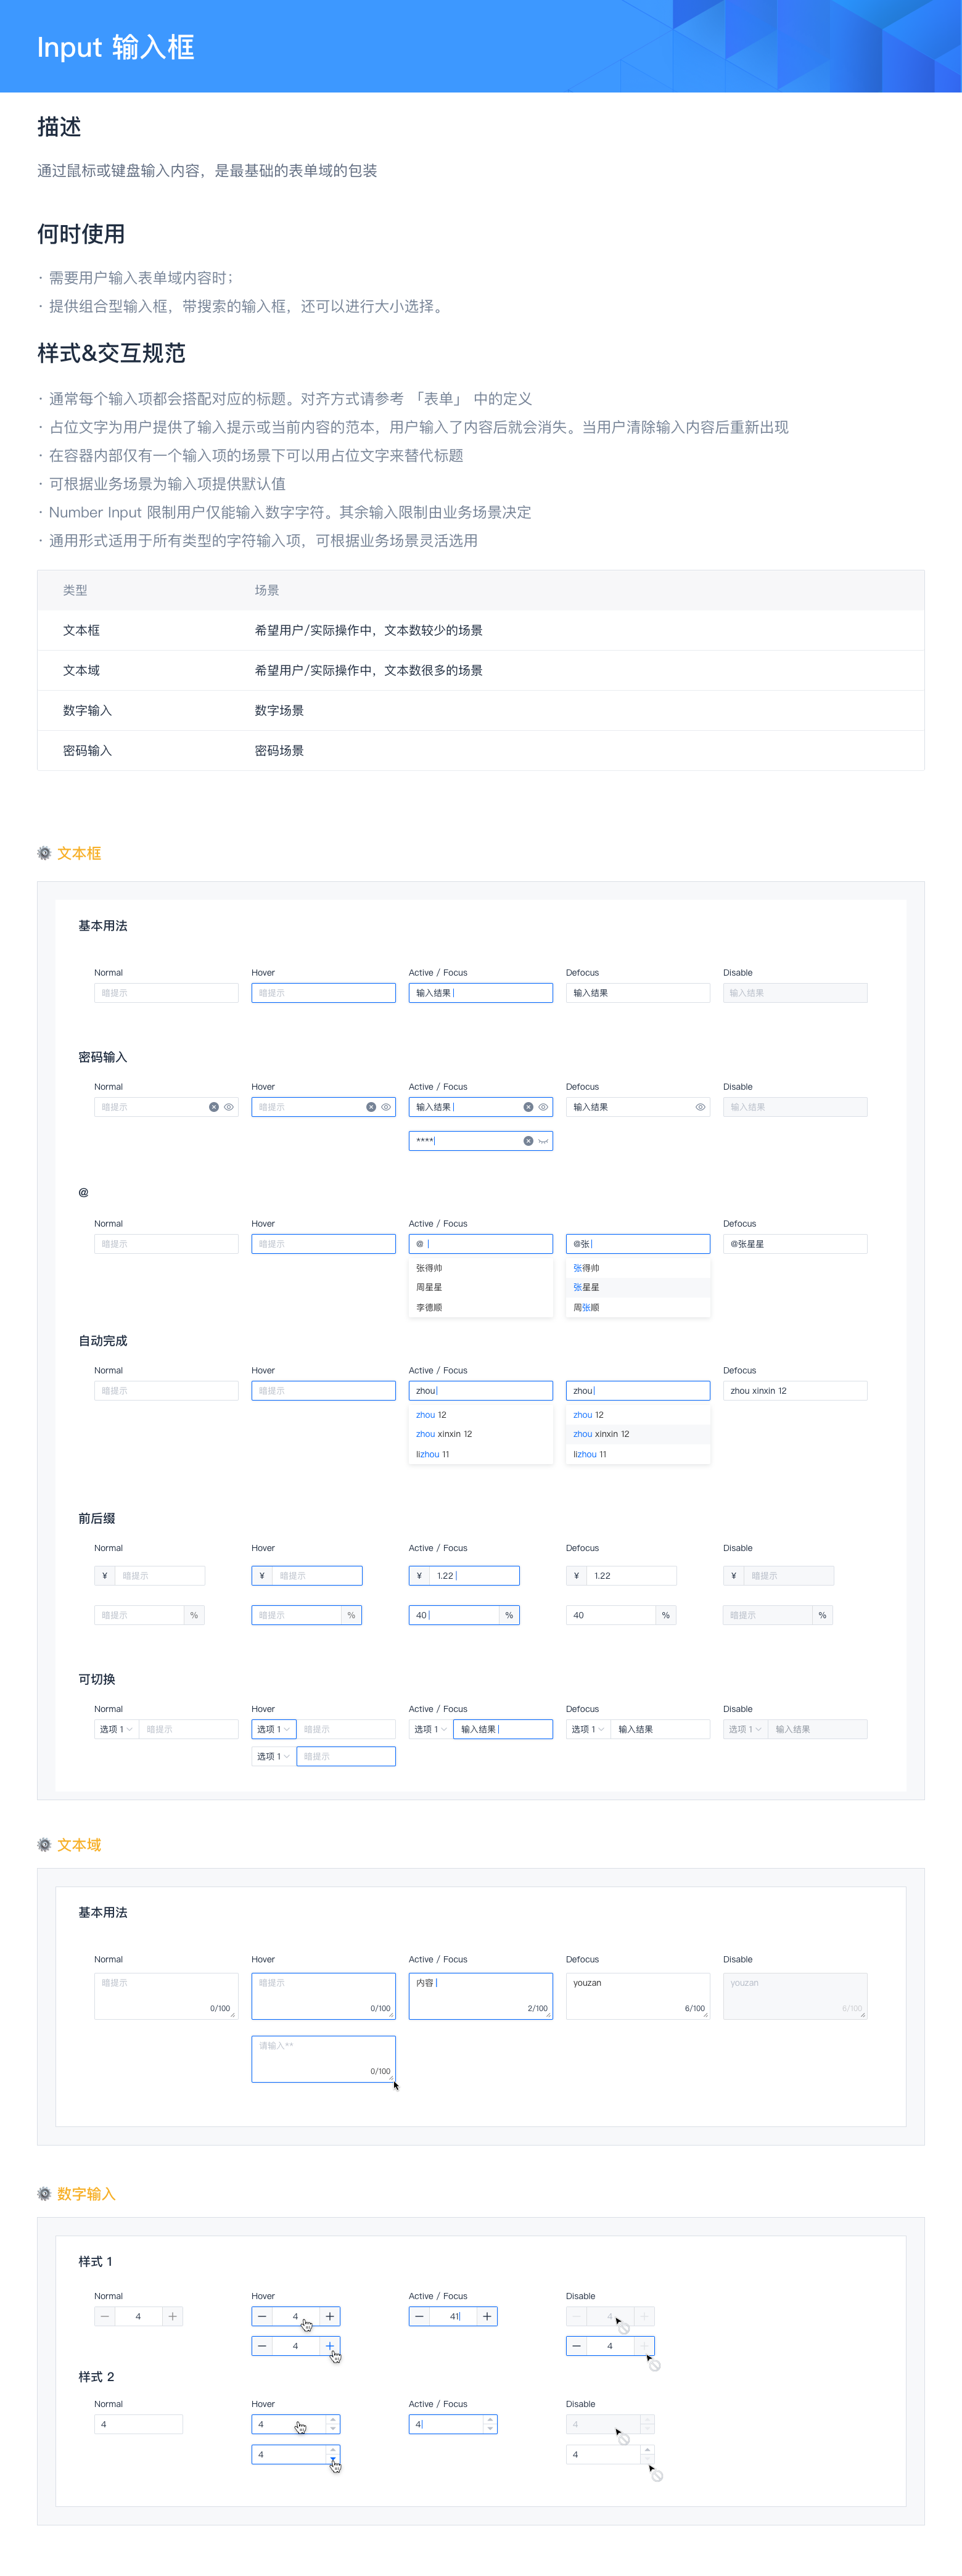 Input 输入框
描述
通过鼠标或键盘输入内容，是最基础的表单域的包装
何时使用
· 需要用户输入表单域内容时；
· 提供组合型输入框，带搜索的输入框，还可以进行大小选择。
样式&交互规范
· 通常每个输入项都会搭配对应的标题。对齐方式请参考 「表单」 中的定义
· 占位文字为用户提供了输入提示或当前内容的范本，用户输入了内容后就会消失。当用户清除输入内容后重新出现
· 在容器内部仅有一个输入项的场景下可以用占位文字来替代标题
· 可根据业务场景为输入项提供默认值
· Number Input 限制用户仅能输入数字字符。其余输入限制由业务场景决定
· 通用形式适用于所有类型的字符输入项，可根据业务场景灵活选用
类型 场景
文本框 希望用户/实际操作中，文本数较少的场景
文本域 希望用户/实际操作中，文本数很多的场景
数字输入 数字场景
密码输入 密码场景
文本框
基本用法
Normal Hover Active / Focus Defocus Disable
暗提示 暗提示 输入结果 输入结果 输入结果
密码输入
Normal Hover Active / Focus Defocus Disable
暗提示 暗提示 输入结果 输入结果 暗提示
****
@
Normal Hover Active / Focus Defocus
暗提示 暗提示 @ @张 @张星星
张得帅 张得帅
周星星 张星星
李德顺 周张顺
自动完成
Normal Hover Active / Focus Defocus
暗提示 暗提示 zhou zhou zhou xinxin 12
zhou 12 zhou 12
zhou xinxin 12 zhou xinxin 12
lizhou 11 lizhou 11
前后缀
Normal Hover Active / Focus Defocus Disable
¥ 暗提示 ¥ 暗提示 ¥ 1.22 ¥ 1.22 ¥ 暗提示
暗提示 % 暗提示 % 40 % 40 % 暗提示 %
可切换
Normal Hover Active / Focus Defocus Disable
选项 1 暗提示 选项 1 暗提示 选项 1 输入结果 选项 1 输入结果 选项 1 输入结果
选项 1 暗提示
文本域
基本用法
Normal Hover Active / Focus Defocus Disable
暗提示 暗提示 内容 youzan youzan
0/100 0/100 2/100 6/100 6/100
请输入**
0/100
数字输入
样式 1
Normal Hover Active / Focus Disable
4 4 41 4
4 4
样式 2
Normal Hover Active / Focus Disable
4 4 4 4
4 4